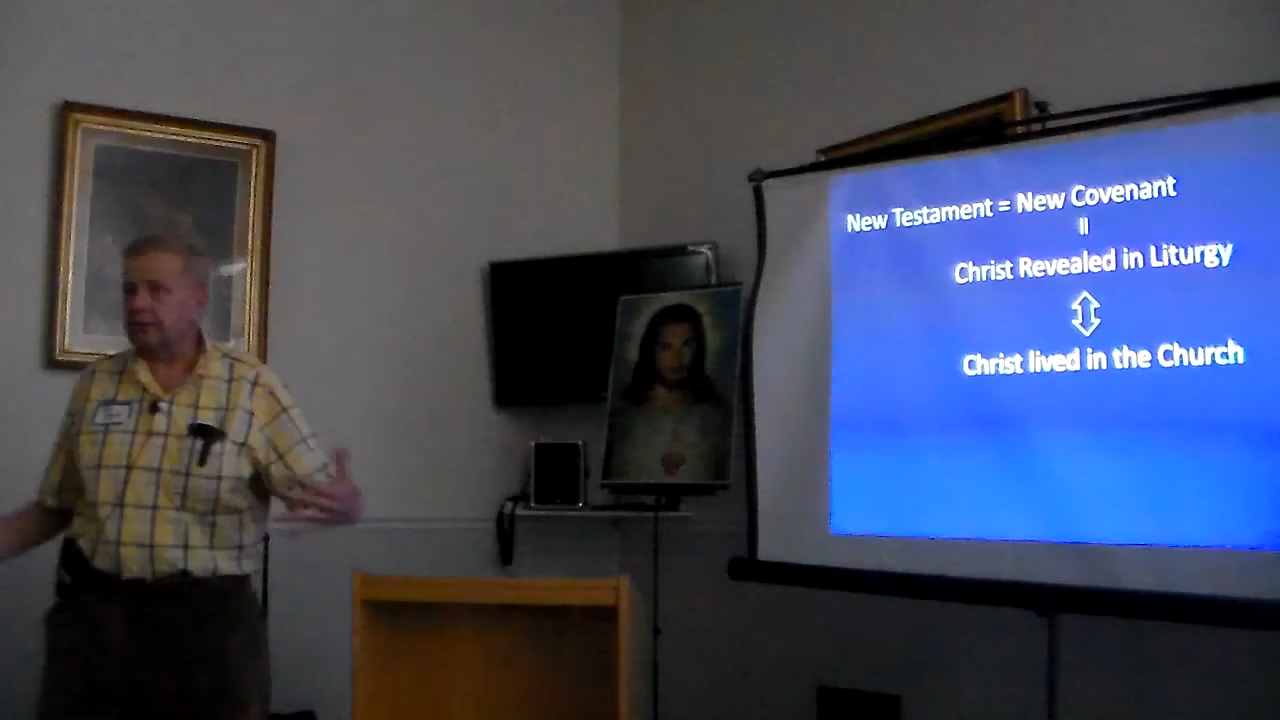 New Testament = New Covenant
=
Christ Revealed in Liturgy
⇕
Christ lived in the Church